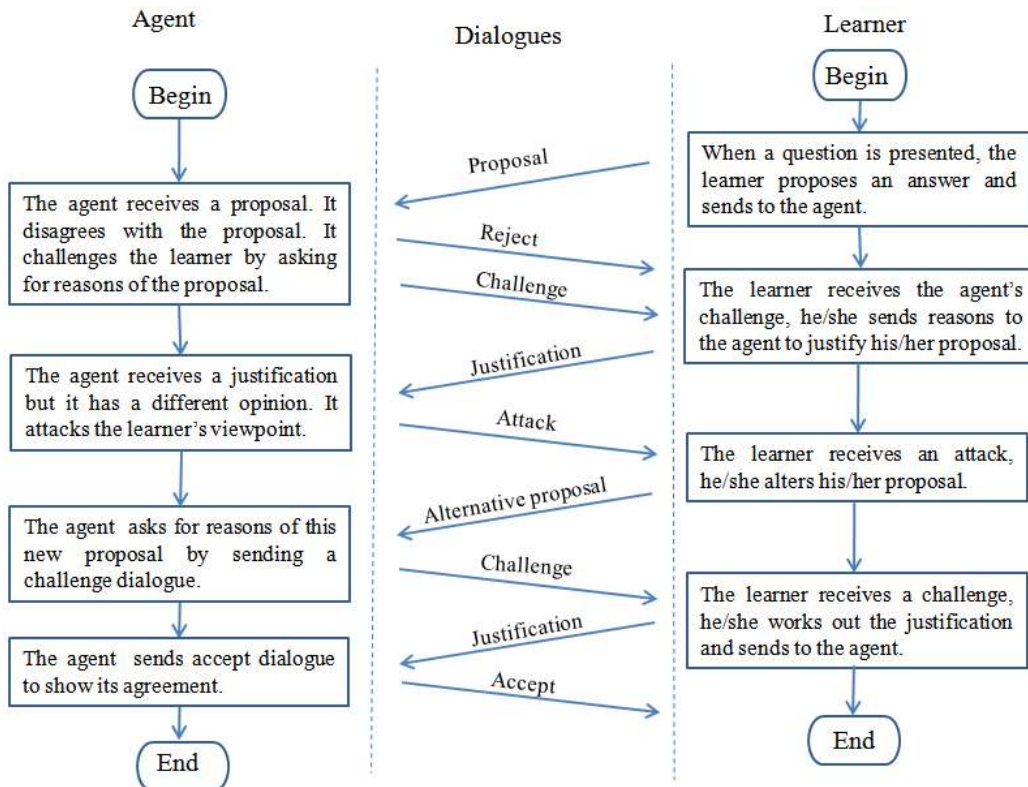 Agent
Dialogues
Learner
Begin
The agent receives a proposal. It
disagrees with the proposal. It
challenges the learner by asking
for reasons of the proposal.
The agent receives a justification
but it has a different opinion. It
attacks the learner's viewpoint.
The agent asks for reasons of this
new proposal by sending a
challenge dialogue.
The agent sends accept dialogue
to show its agreement.
End
Proposal
Reject
Challenge
Justification
Attack
Alternative proposal
Challenge
Justification
Accept
Begin
When a question is presented, the
learner proposes an answer and
sends to the agent.
The learner receives the agent's
challenge, he/she sends reasons to
the agent to justify his/her proposal.
The learner receives an attack,
he/she alters his/her proposal.
The learner receives a challenge,
he/she works out the justification
and sends to the agent.
End